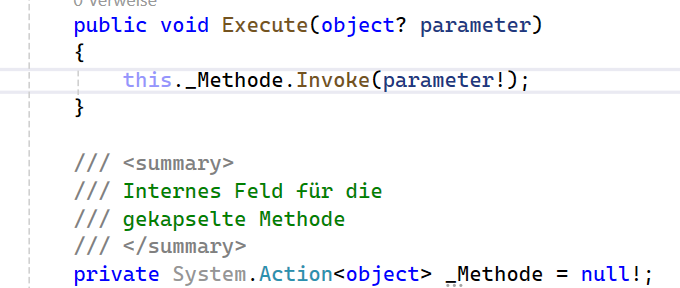 0 Verweise
public void Execute(object? parameter)
{
this._Methode.Invoke(parameter!);
}
/// <summary>
/// Internes Feld für die
/// gekapselte Methode
/// </summary>
private System.Action<object> _Methode = null!;